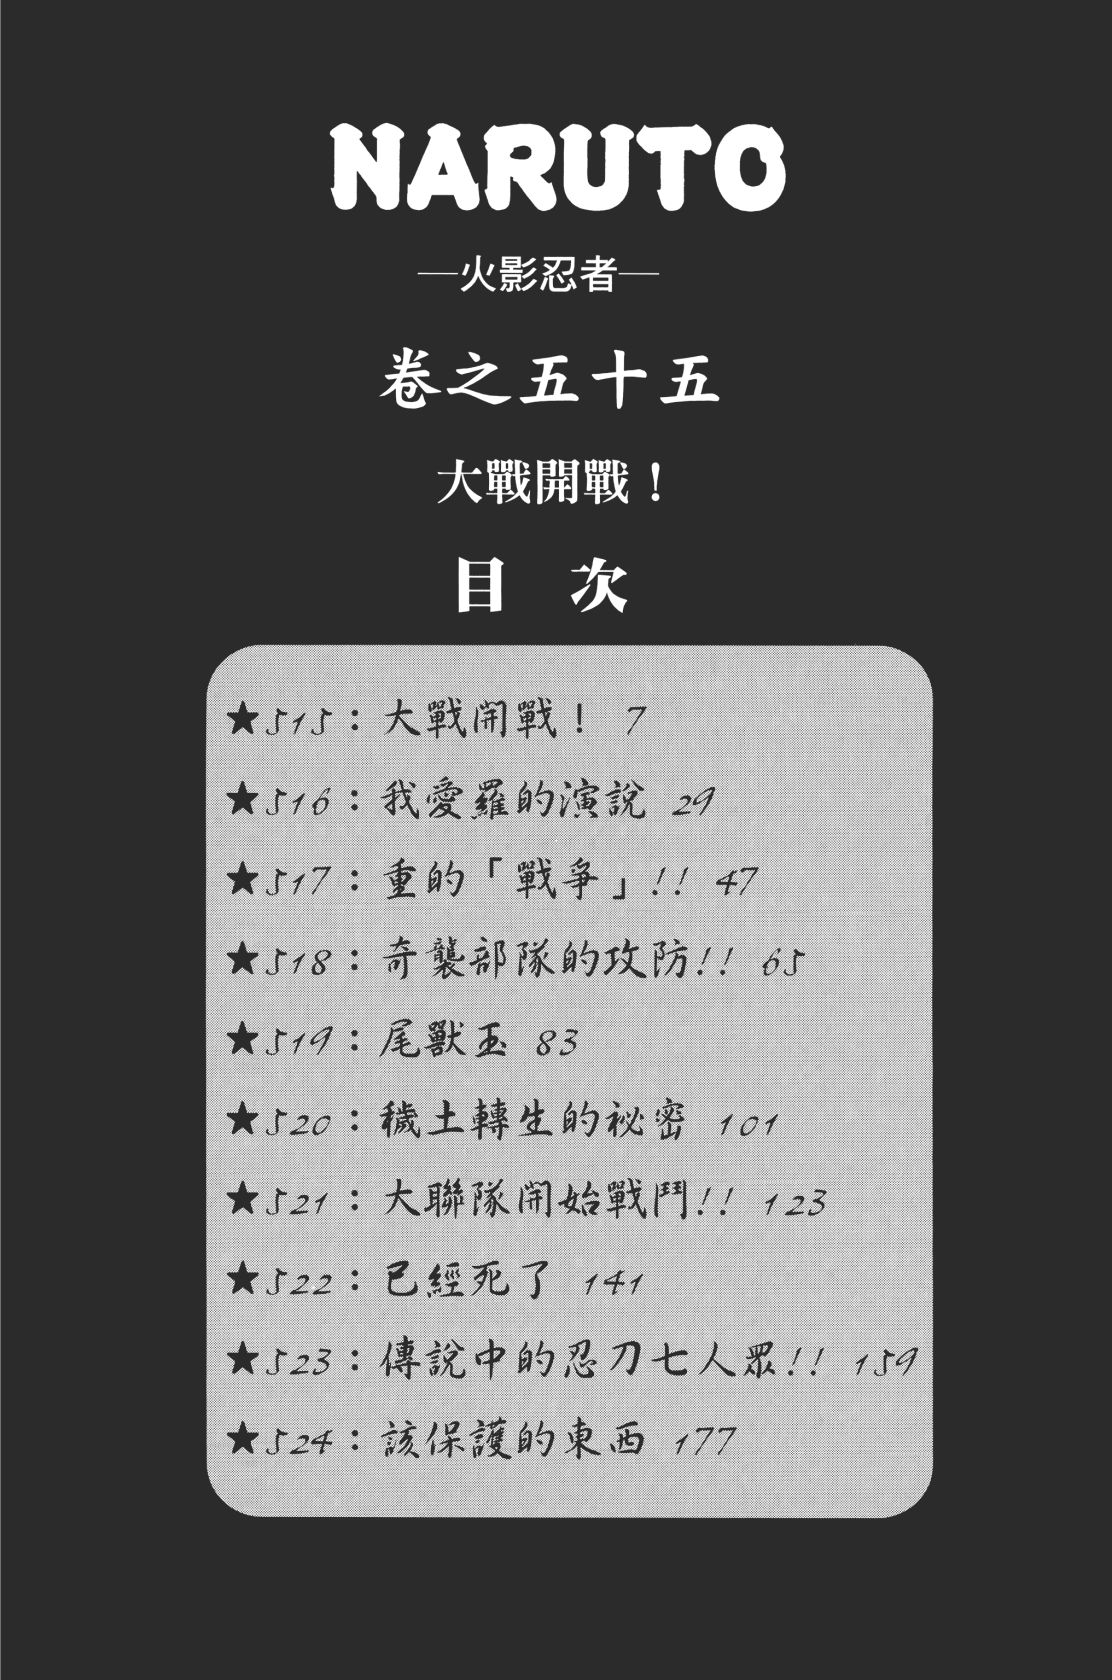 NARUTO
—火影忍者—
卷之五十五
大戰開戰！
目 次
★515：大戰開戰！ 7
★516：我愛羅的演說 29
★517：重的「戰爭」!! 47
★518：奇襲部隊的攻防!! 65
★519：尾獸玉 83
★520：穢土轉生的祕密 101
★521：大聯隊開始戰鬥!! 123
★522：已經死了 141
★523：傳說中的忍刀七人眾!! 159
★524：該保護的東西 177